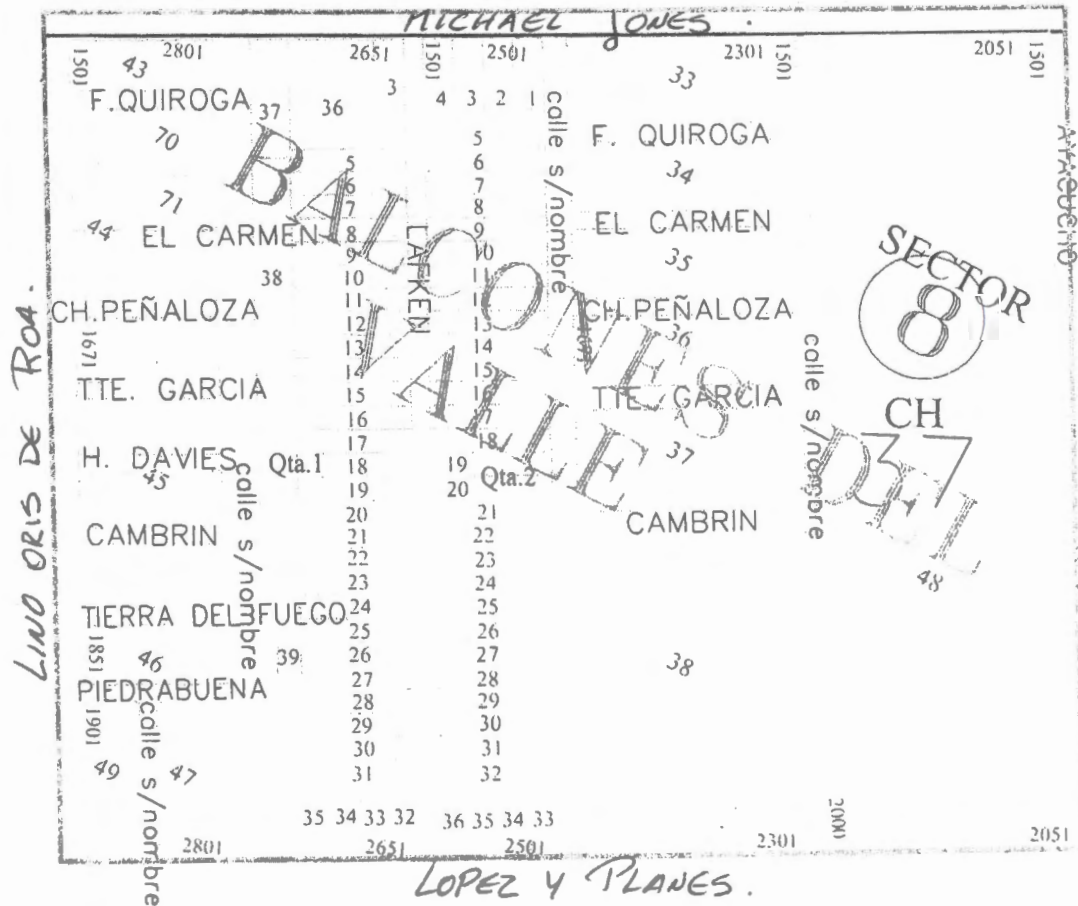 MICHAEL JONES.
2801 2651 1501 2501 2301 1501 2051 1501
1501
43
3
33
F. QUIROGA 37 36 4 3 2 1
calle s/nombre
F. QUIROGA
AYACUCHO
70
5
34
BALCONES DEL VALLE
5 6
6 7
71
7 8
EL CARMEN
44 EL CARMEN 8 9
LAFKEN
SECTOR
8
9
35
38 10 11
CH.PEÑALOZA 11
CH.PEÑALOZA
12 13
36
1671
13 14
calle s/nombre
14 15
TTE. GARCIA 15 16
TTE. GARCIA
CH
37
16
17 18
37
H. DAVIES Qta.1 18 19 Qta.2
45
19 20
calle s/nombre
20 21
CAMBRIN 21 22
CAMBRIN
22 23
48
23 24
TIERRA DEL FUEGO 24 25
25 26
1851
46 39 26 27 38
PIEDRABUENA 27 28
28 29
1901
calle s/nombre
29 30
30 31
49 47 31 32
35 34 33 32 36 35 34 33
2000
2801 2651 2501 2301 2051
LINO ORIS DE ROA.
LOPEZ Y PLANES.